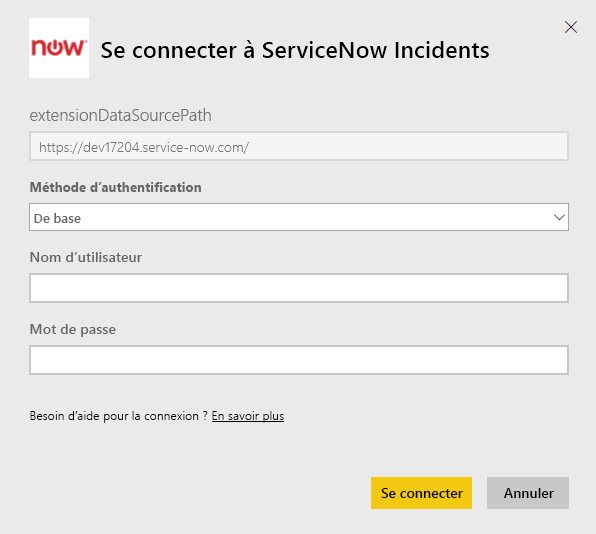 now
Se connecter à ServiceNow Incidents
extensionDataSourcePath
https://dev17204.service-now.com/
Méthode d’authentification
De base
Nom d’utilisateur
Mot de passe
Besoin d’aide pour la connexion ? En savoir plus
Se connecter
Annuler